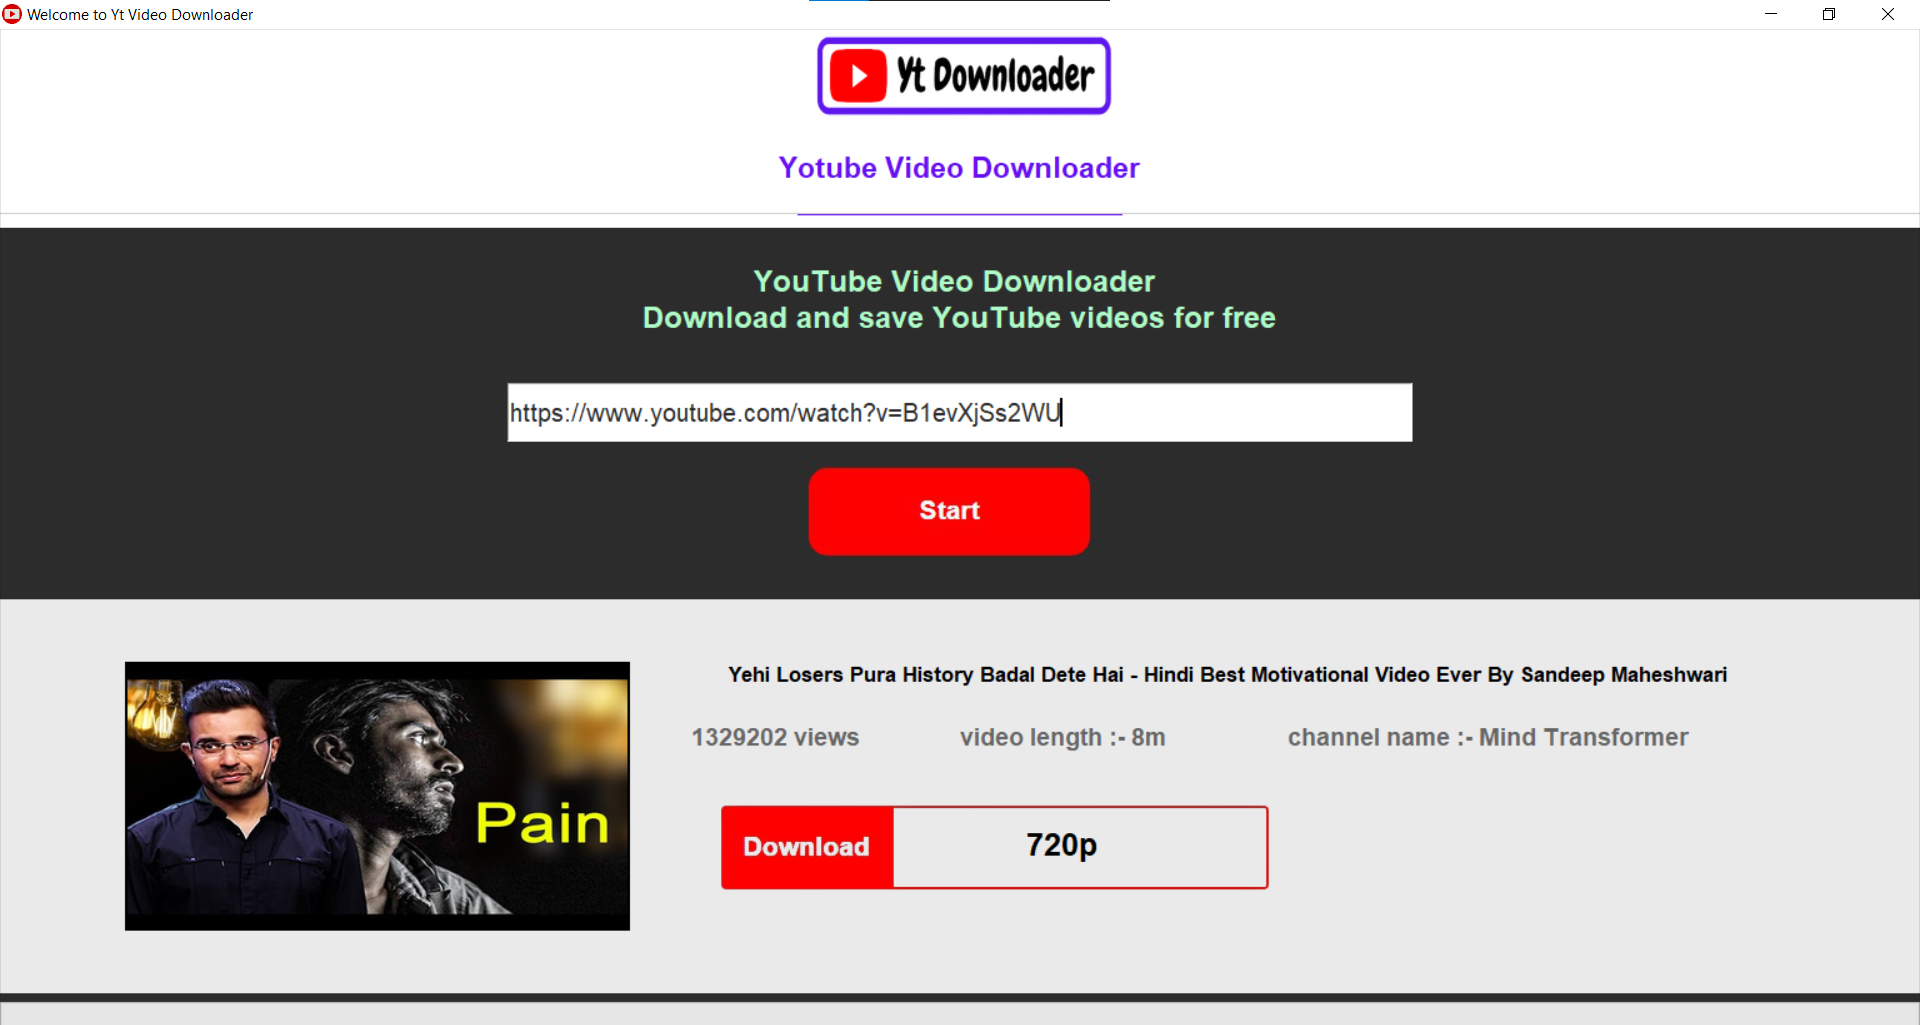 Welcome to Yt Video Downloader
Yt Downloader
Yotube Video Downloader
YouTube Video Downloader
Download and save YouTube videos for free
https://www.youtube.com/watch?v=B1evXjSs2WU
Start
Yehi Losers Pura History Badal Dete Hai - Hindi Best Motivational Video Ever By Sandeep Maheshwari
1329202 views video length :- 8m channel name :- Mind Transformer
Pain
Download 720p